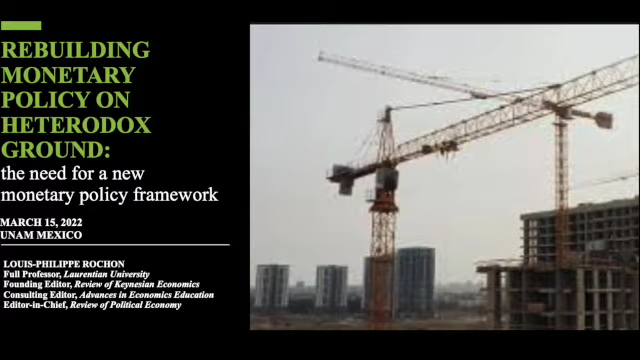 REBUILDING
MONETARY
POLICY ON
HETERODOX
GROUND:
the need for a new
monetary policy framework
MARCH 15, 2022
UNAM MEXICO
LOUIS-PHILIPPE ROCHON
Full Professor, Laurentian University
Founding Editor, Review of Keynesian Economics
Consulting Editor, Advances in Economics Education
Editor-in-Chief, Review of Political Economy